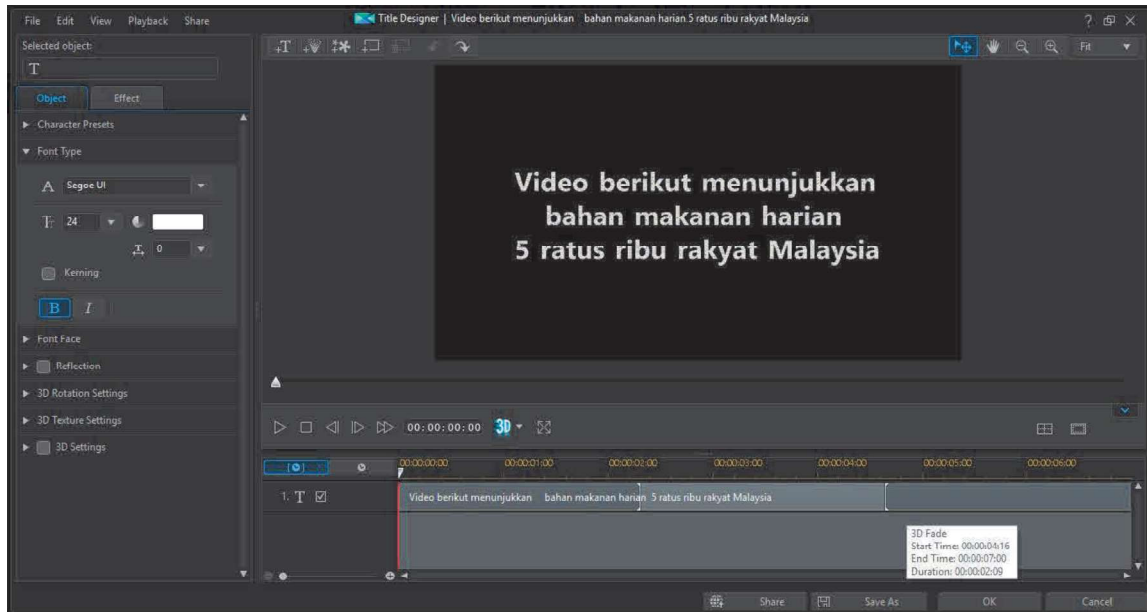 File Edit View Playback Share
Title Designer | Video berikut menunjukkan bahan makanan harian 5 ratus ribu rakyat Malaysia
?
Selected object:
T
Object Effect
Character Presets
Font Type
A Segoe UI
24
0
Kerning
B I
Font Face
Reflection
3D Rotation Settings
3D Texture Settings
3D Settings
Fit
Video berikut menunjukkan
bahan makanan harian
5 ratus ribu rakyat Malaysia
00:00:00:00 3D
00:00:00:00 00:00:01:00 00:00:02:00 00:00:03:00 00:00:04:00 00:00:05:00 00:00:06:00
1. T Video berikut menunjukkan bahan makanan harian 5 ratus ribu rakyat Malaysia
3D Fade
Start Time: 00:00:04:16
End Time: 00:00:07:00
Duration: 00:00:02:09
Share Save As OK Cancel